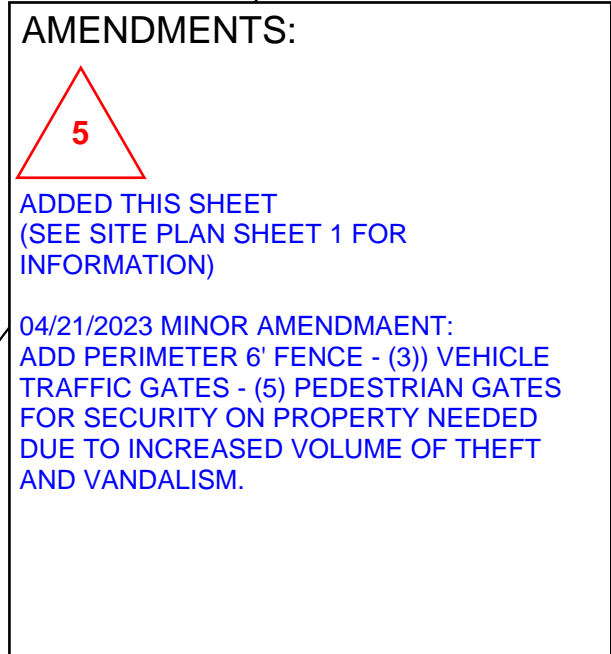 AMENDMENTS:
5
ADDED THIS SHEET
(SEE SITE PLAN SHEET 1 FOR
INFORMATION)
04/21/2023 MINOR AMENDMAENT:
ADD PERIMETER 6' FENCE - (3)) VEHICLE
TRAFFIC GATES - (5) PEDESTRIAN GATES
FOR SECURITY ON PROPERTY NEEDED
DUE TO INCREASED VOLUME OF THEFT
AND VANDALISM.